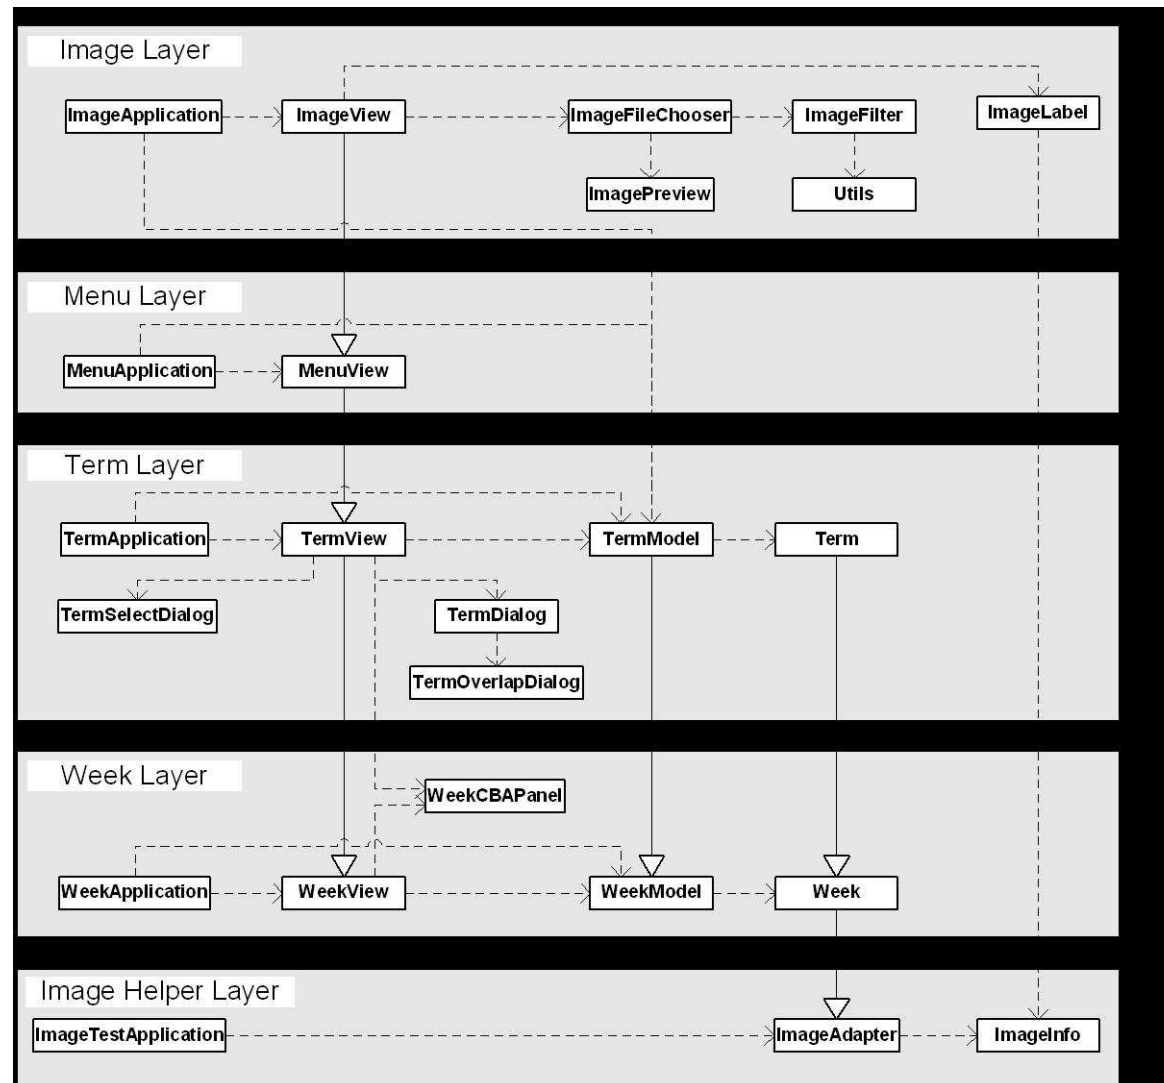 Image Layer
ImageApplication
ImageView
ImageFileChooser
ImageFilter
ImageLabel
ImagePreview
Utils
Menu Layer
MenuApplication
MenuView
Term Layer
TermApplication
TermView
TermModel
Term
TermSelectDialog
TermDialog
TermOverlapDialog
Week Layer
WeekCBAPanel
WeekApplication
WeekView
WeekModel
Week
Image Helper Layer
ImageTestApplication
ImageAdapter
ImageInfo